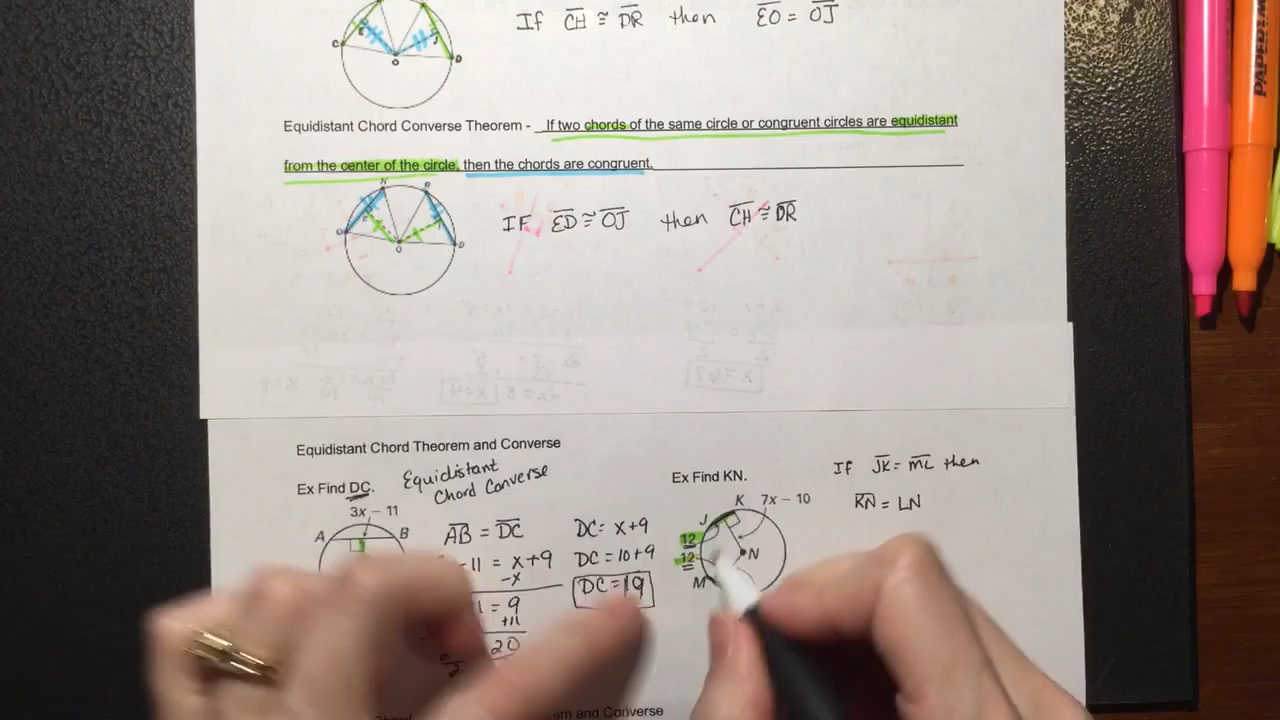 If CH ≅ DR then EO = OJ
Equidistant Chord Converse Theorem - If two chords of the same circle or congruent circles are equidistant
from the center of the circle, then the chords are congruent.
IF ED ≅ OJ then CH ≅ DR
Equidistant Chord Theorem and Converse
Ex Find DC.
Equidistant
Chord Converse
3x − 11
A B
AB = DC
-11 = x+9
-x
1 = 9
+11
20
DC = x+9
DC = 10+9
DC = 19
Ex Find KN.
K 7x − 10
J
12
12
N
M
If JK = ML then
KN = LN
and Converse
PAPERM